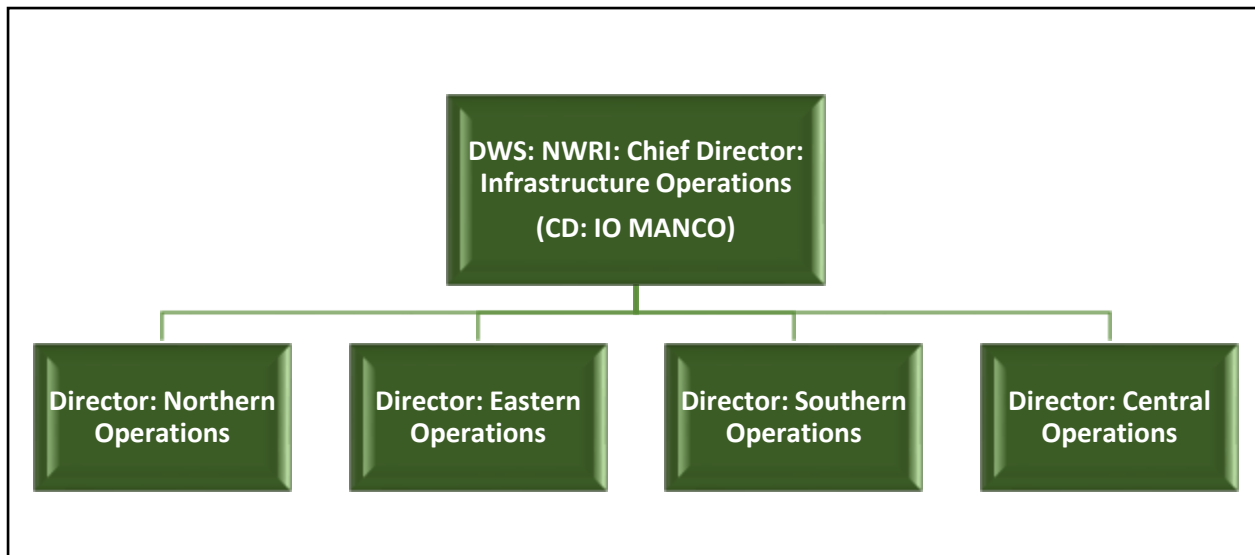 DWS: NWRI: Chief Director:
Infrastructure Operations
(CD: IO MANCO)
Director: Northern
Operations
Director: Eastern
Operations
Director: Southern
Operations
Director: Central
Operations